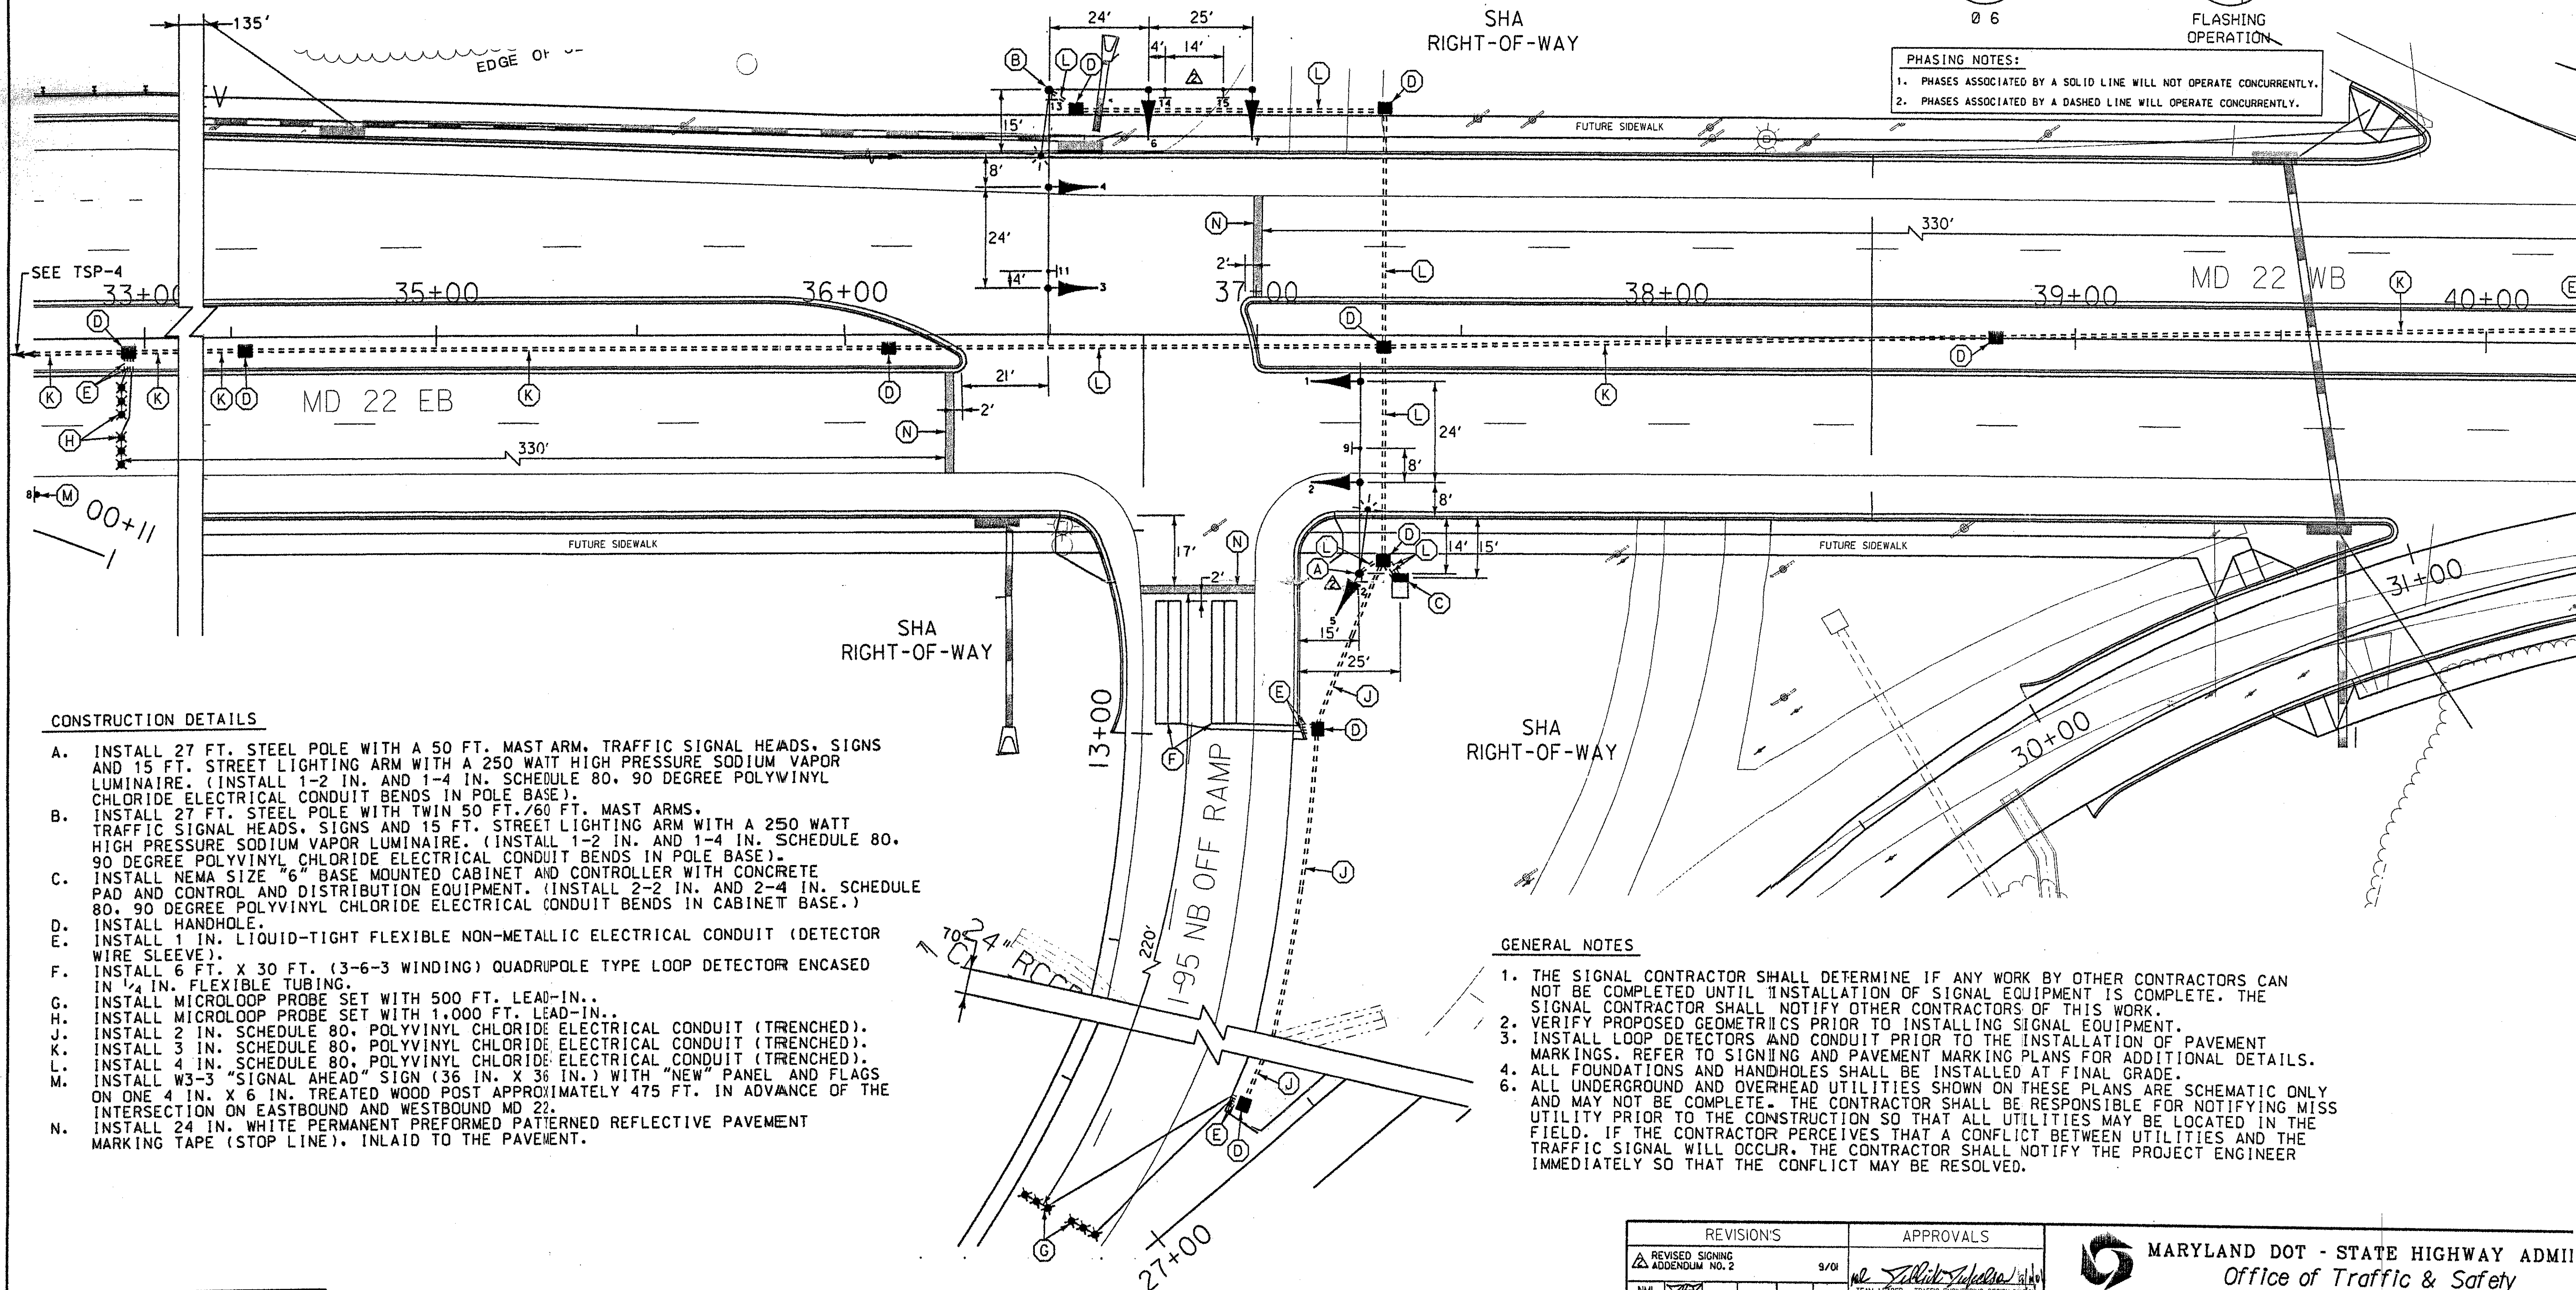 135'
EDGE OF
24'
25'
4'
14'
SHA
RIGHT-OF-WAY
Ø 6
FLASHING
OPERATION
PHASING NOTES:
1. PHASES ASSOCIATED BY A SOLID LINE WILL NOT OPERATE CONCURRENTLY.
2. PHASES ASSOCIATED BY A DASHED LINE WILL OPERATE CONCURRENTLY.
B
L
D
2
L
D
13
14
15
15'
6
7
FUTURE SIDEWALK
8'
4
N
330'
24'
SEE TSP-4
11
4'
3
2'
L
33+00
35+00
36+00
37+00
38+00
39+00
MD 22 WB
K
40+00
E
D
D
D
K
E
K
K
D
MD 22 EB
K
D
21'
L
1
K
2'
L
24'
H
N
330'
9
8'
8
M
2
8'
11+00
FUTURE SIDEWALK
17'
N
L
D
L
14'
15'
FUTURE SIDEWALK
2'
A
2
12
C
5
15'
25'
31+00
SHA
RIGHT-OF-WAY
E
J
D
13+00
F
SHA
RIGHT-OF-WAY
30+00
I-95 NB OFF RAMP
J
220'
24" RCCP
J
E
D
G
27+00
CONSTRUCTION DETAILS
A. INSTALL 27 FT. STEEL POLE WITH A 50 FT. MAST ARM, TRAFFIC SIGNAL HEADS, SIGNS
AND 15 FT. STREET LIGHTING ARM WITH A 250 WATT HIGH PRESSURE SODIUM VAPOR
LUMINAIRE. (INSTALL 1-2 IN. AND 1-4 IN. SCHEDULE 80, 90 DEGREE POLYVINYL
CHLORIDE ELECTRICAL CONDUIT BENDS IN POLE BASE).
B. INSTALL 27 FT. STEEL POLE WITH TWIN 50 FT./60 FT. MAST ARMS,
TRAFFIC SIGNAL HEADS, SIGNS AND 15 FT. STREET LIGHTING ARM WITH A 250 WATT
HIGH PRESSURE SODIUM VAPOR LUMINAIRE. (INSTALL 1-2 IN. AND 1-4 IN. SCHEDULE 80,
90 DEGREE POLYVINYL CHLORIDE ELECTRICAL CONDUIT BENDS IN POLE BASE).
C. INSTALL NEMA SIZE "6" BASE MOUNTED CABINET AND CONTROLLER WITH CONCRETE
PAD AND CONTROL AND DISTRIBUTION EQUIPMENT. (INSTALL 2-2 IN. AND 2-4 IN. SCHEDULE
80, 90 DEGREE POLYVINYL CHLORIDE ELECTRICAL CONDUIT BENDS IN CABINET BASE.)
D. INSTALL HANDHOLE.
E. INSTALL 1 IN. LIQUID-TIGHT FLEXIBLE NON-METALLIC ELECTRICAL CONDUIT (DETECTOR
WIRE SLEEVE).
F. INSTALL 6 FT. X 30 FT. (3-6-3 WINDING) QUADRUPOLE TYPE LOOP DETECTOR ENCASED
IN 1/4 IN. FLEXIBLE TUBING.
G. INSTALL MICROLOOP PROBE SET WITH 500 FT. LEAD-IN..
H. INSTALL MICROLOOP PROBE SET WITH 1,000 FT. LEAD-IN..
J. INSTALL 2 IN. SCHEDULE 80, POLYVINYL CHLORIDE ELECTRICAL CONDUIT (TRENCHED).
K. INSTALL 3 IN. SCHEDULE 80, POLYVINYL CHLORIDE ELECTRICAL CONDUIT (TRENCHED).
L. INSTALL 4 IN. SCHEDULE 80, POLYVINYL CHLORIDE ELECTRICAL CONDUIT (TRENCHED).
M. INSTALL W3-3 "SIGNAL AHEAD" SIGN (36 IN. X 36 IN.) WITH "NEW" PANEL AND FLAGS
ON ONE 4 IN. X 6 IN. TREATED WOOD POST APPROXIMATELY 475 FT. IN ADVANCE OF THE
INTERSECTION ON EASTBOUND AND WESTBOUND MD 22.
N. INSTALL 24 IN. WHITE PERMANENT PREFORMED PATTERNED REFLECTIVE PAVEMENT
MARKING TAPE (STOP LINE), INLAID TO THE PAVEMENT.
GENERAL NOTES
1. THE SIGNAL CONTRACTOR SHALL DETERMINE IF ANY WORK BY OTHER CONTRACTORS CAN
NOT BE COMPLETED UNTIL INSTALLATION OF SIGNAL EQUIPMENT IS COMPLETE. THE
SIGNAL CONTRACTOR SHALL NOTIFY OTHER CONTRACTORS OF THIS WORK.
2. VERIFY PROPOSED GEOMETRICS PRIOR TO INSTALLING SIGNAL EQUIPMENT.
3. INSTALL LOOP DETECTORS AND CONDUIT PRIOR TO THE INSTALLATION OF PAVEMENT
MARKINGS. REFER TO SIGNING AND PAVEMENT MARKING PLANS FOR ADDITIONAL DETAILS.
4. ALL FOUNDATIONS AND HANDHOLES SHALL BE INSTALLED AT FINAL GRADE.
6. ALL UNDERGROUND AND OVERHEAD UTILITIES SHOWN ON THESE PLANS ARE SCHEMATIC ONLY
AND MAY NOT BE COMPLETE. THE CONTRACTOR SHALL BE RESPONSIBLE FOR NOTIFYING MISS
UTILITY PRIOR TO THE CONSTRUCTION SO THAT ALL UTILITIES MAY BE LOCATED IN THE
FIELD. IF THE CONTRACTOR PERCEIVES THAT A CONFLICT BETWEEN UTILITIES AND THE
TRAFFIC SIGNAL WILL OCCUR, THE CONTRACTOR SHALL NOTIFY THE PROJECT ENGINEER
IMMEDIATELY SO THAT THE CONFLICT MAY BE RESOLVED.
REVISION'S
APPROVALS
2 REVISED SIGNING
ADDENDUM NO. 2 9/01
MARYLAND DOT - STATE HIGHWAY ADMI
Office of Traffic & Safety